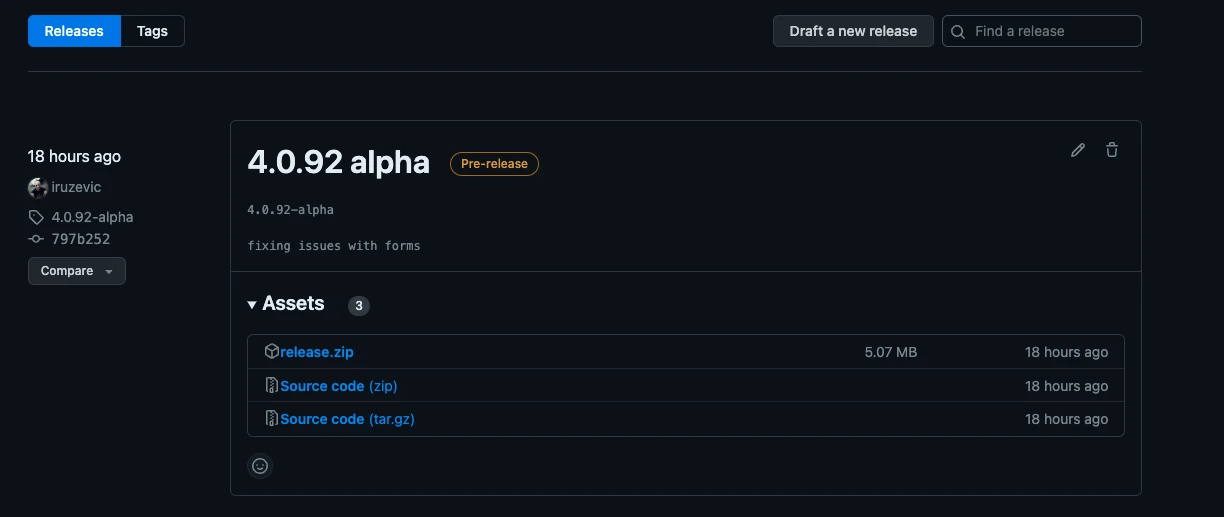 Releases Tags Draft a new release Find a release
18 hours ago
iruzevic
4.0.92-alpha
797b252
Compare
4.0.92 alpha Pre-release
4.0.92-alpha
fixing issues with forms
Assets 3
release.zip 5.07 MB 18 hours ago
Source code (zip) 18 hours ago
Source code (tar.gz) 18 hours ago